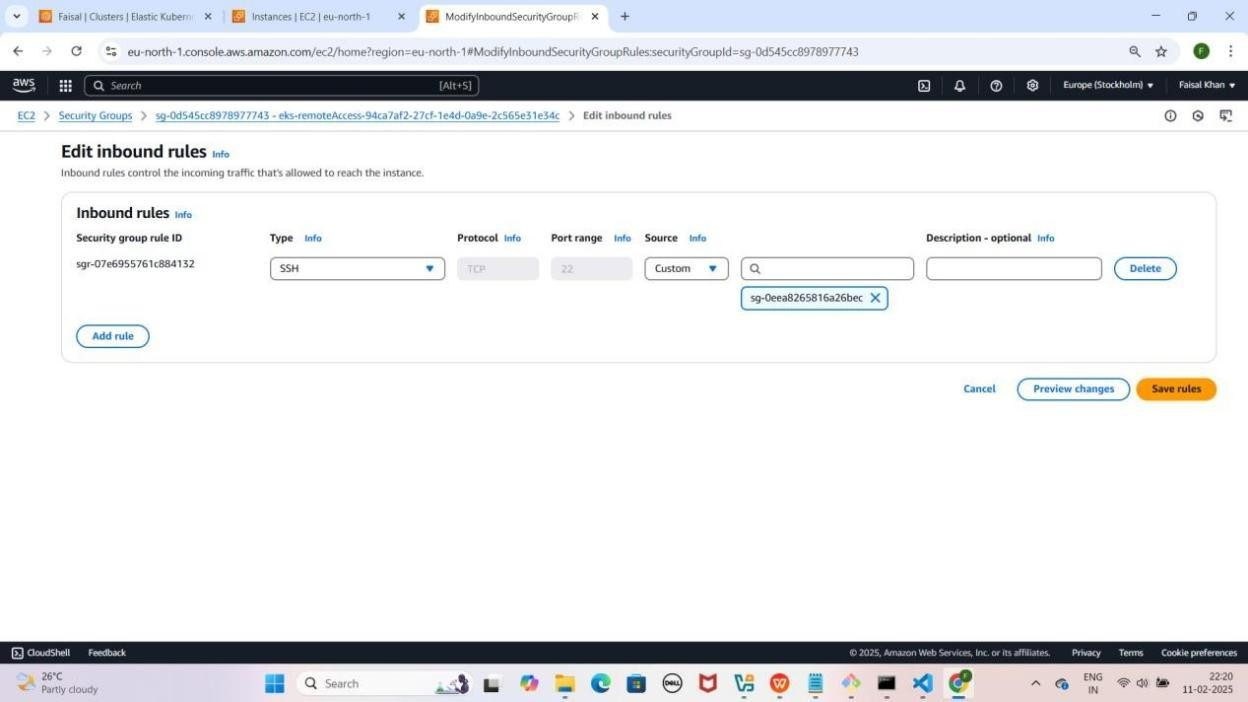 Faisal | Clusters | Elastic Kubern
Instances | EC2 | eu-north-1
ModifyInboundSecurityGroupR
eu-north-1.console.aws.amazon.com/ec2/home?region=eu-north-1#ModifyInboundSecurityGroupRules:securityGroupId=sg-0d545cc8978977743
F
aws
Search
[Alt+S]
Europe (Stockholm)
Faisal Khan
EC2 > Security Groups > sg-0d545cc8978977743 - eks-remoteAccess-94ca7af2-27cf-1e4d-0a9e-2c565e31e34c > Edit inbound rules
Edit inbound rules Info
Inbound rules control the incoming traffic that's allowed to reach the instance.
Inbound rules Info
Security group rule ID Type Info Protocol Info Port range Info Source Info Description - optional Info
sgr-07e6955761c884132 SSH TCP 22 Custom Delete
sg-0eea8265816a26bec
Add rule
Cancel Preview changes Save rules
CloudShell Feedback © 2025, Amazon Web Services, Inc. or its affiliates. Privacy Terms Cookie preferences
26°C
Partly cloudy
Search
DELL
ENG
IN
22:20
11-02-2025